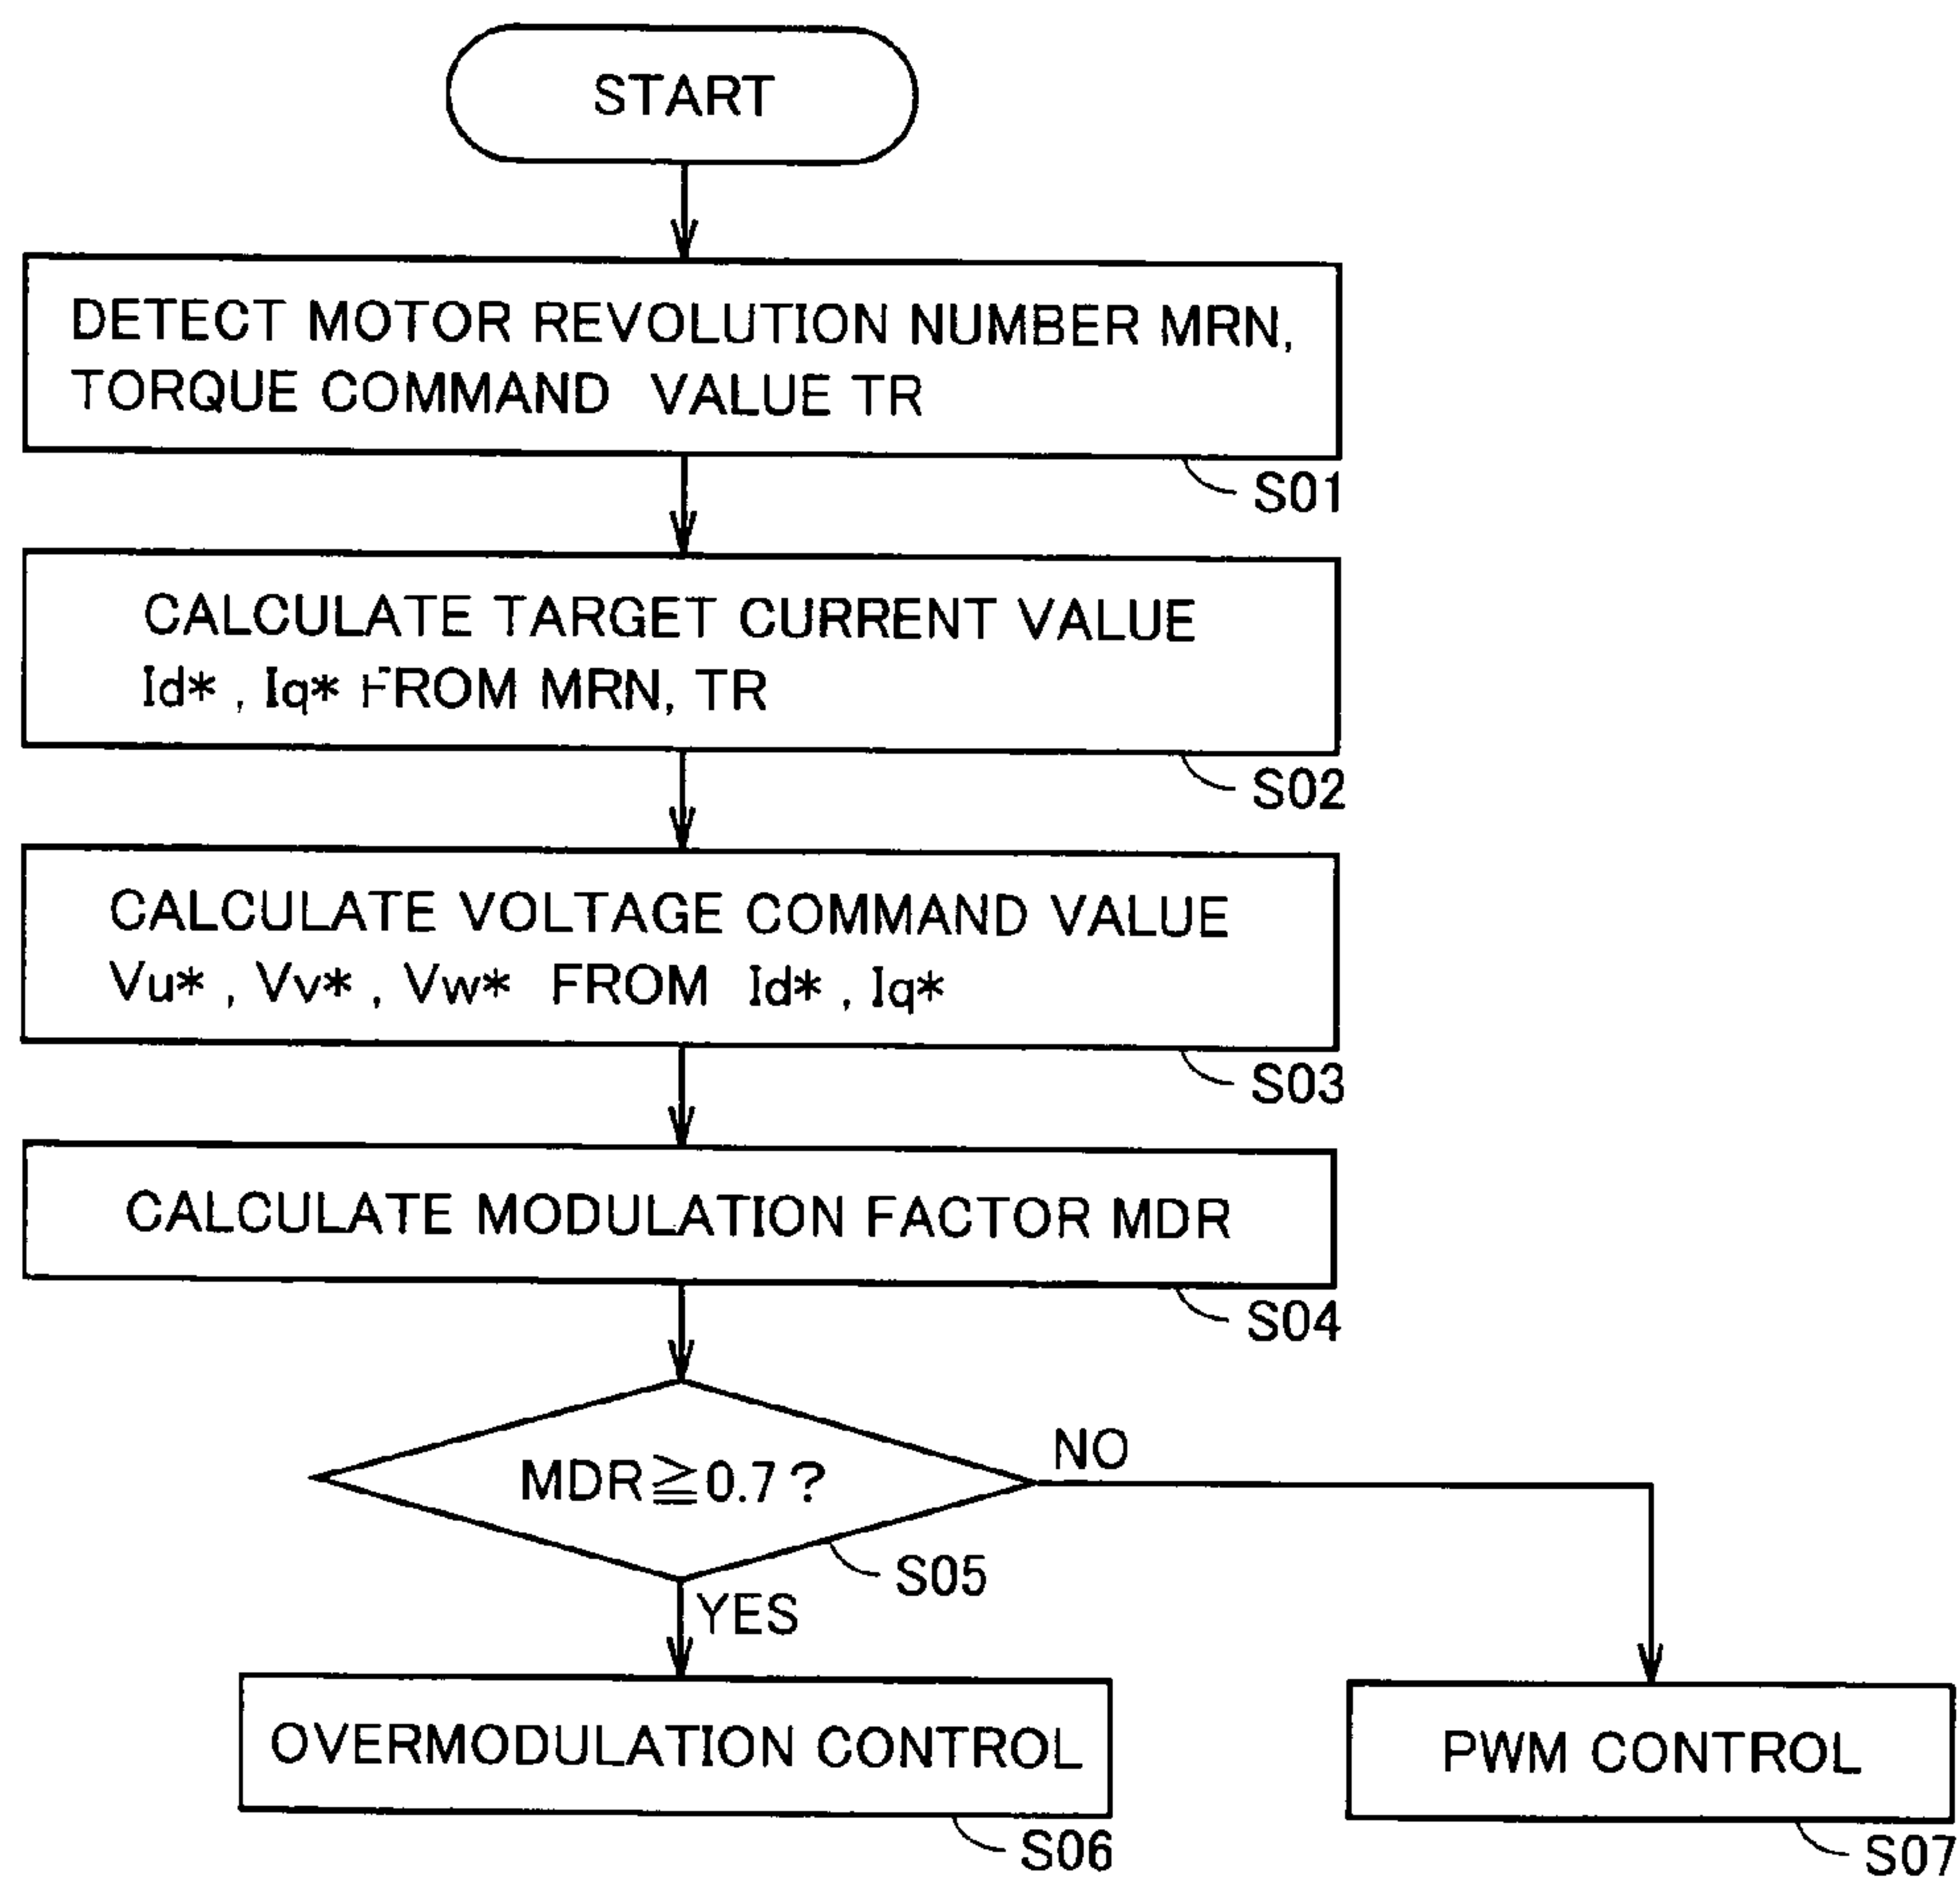 START
DETECT MOTOR REVOLUTION NUMBER MRN,
TORQUE COMMAND VALUE TR
S01
CALCULATE TARGET CURRENT VALUE
Id* , Iq* FROM MRN, TR
S02
CALCULATE VOLTAGE COMMAND VALUE
Vu* , Vv* , Vw* FROM Id* , Iq*
S03
CALCULATE MODULATION FACTOR MDR
S04
MDR≧0.7?
NO
S05
YES
OVERMODULATION CONTROL
S06
PWM CONTROL
S07